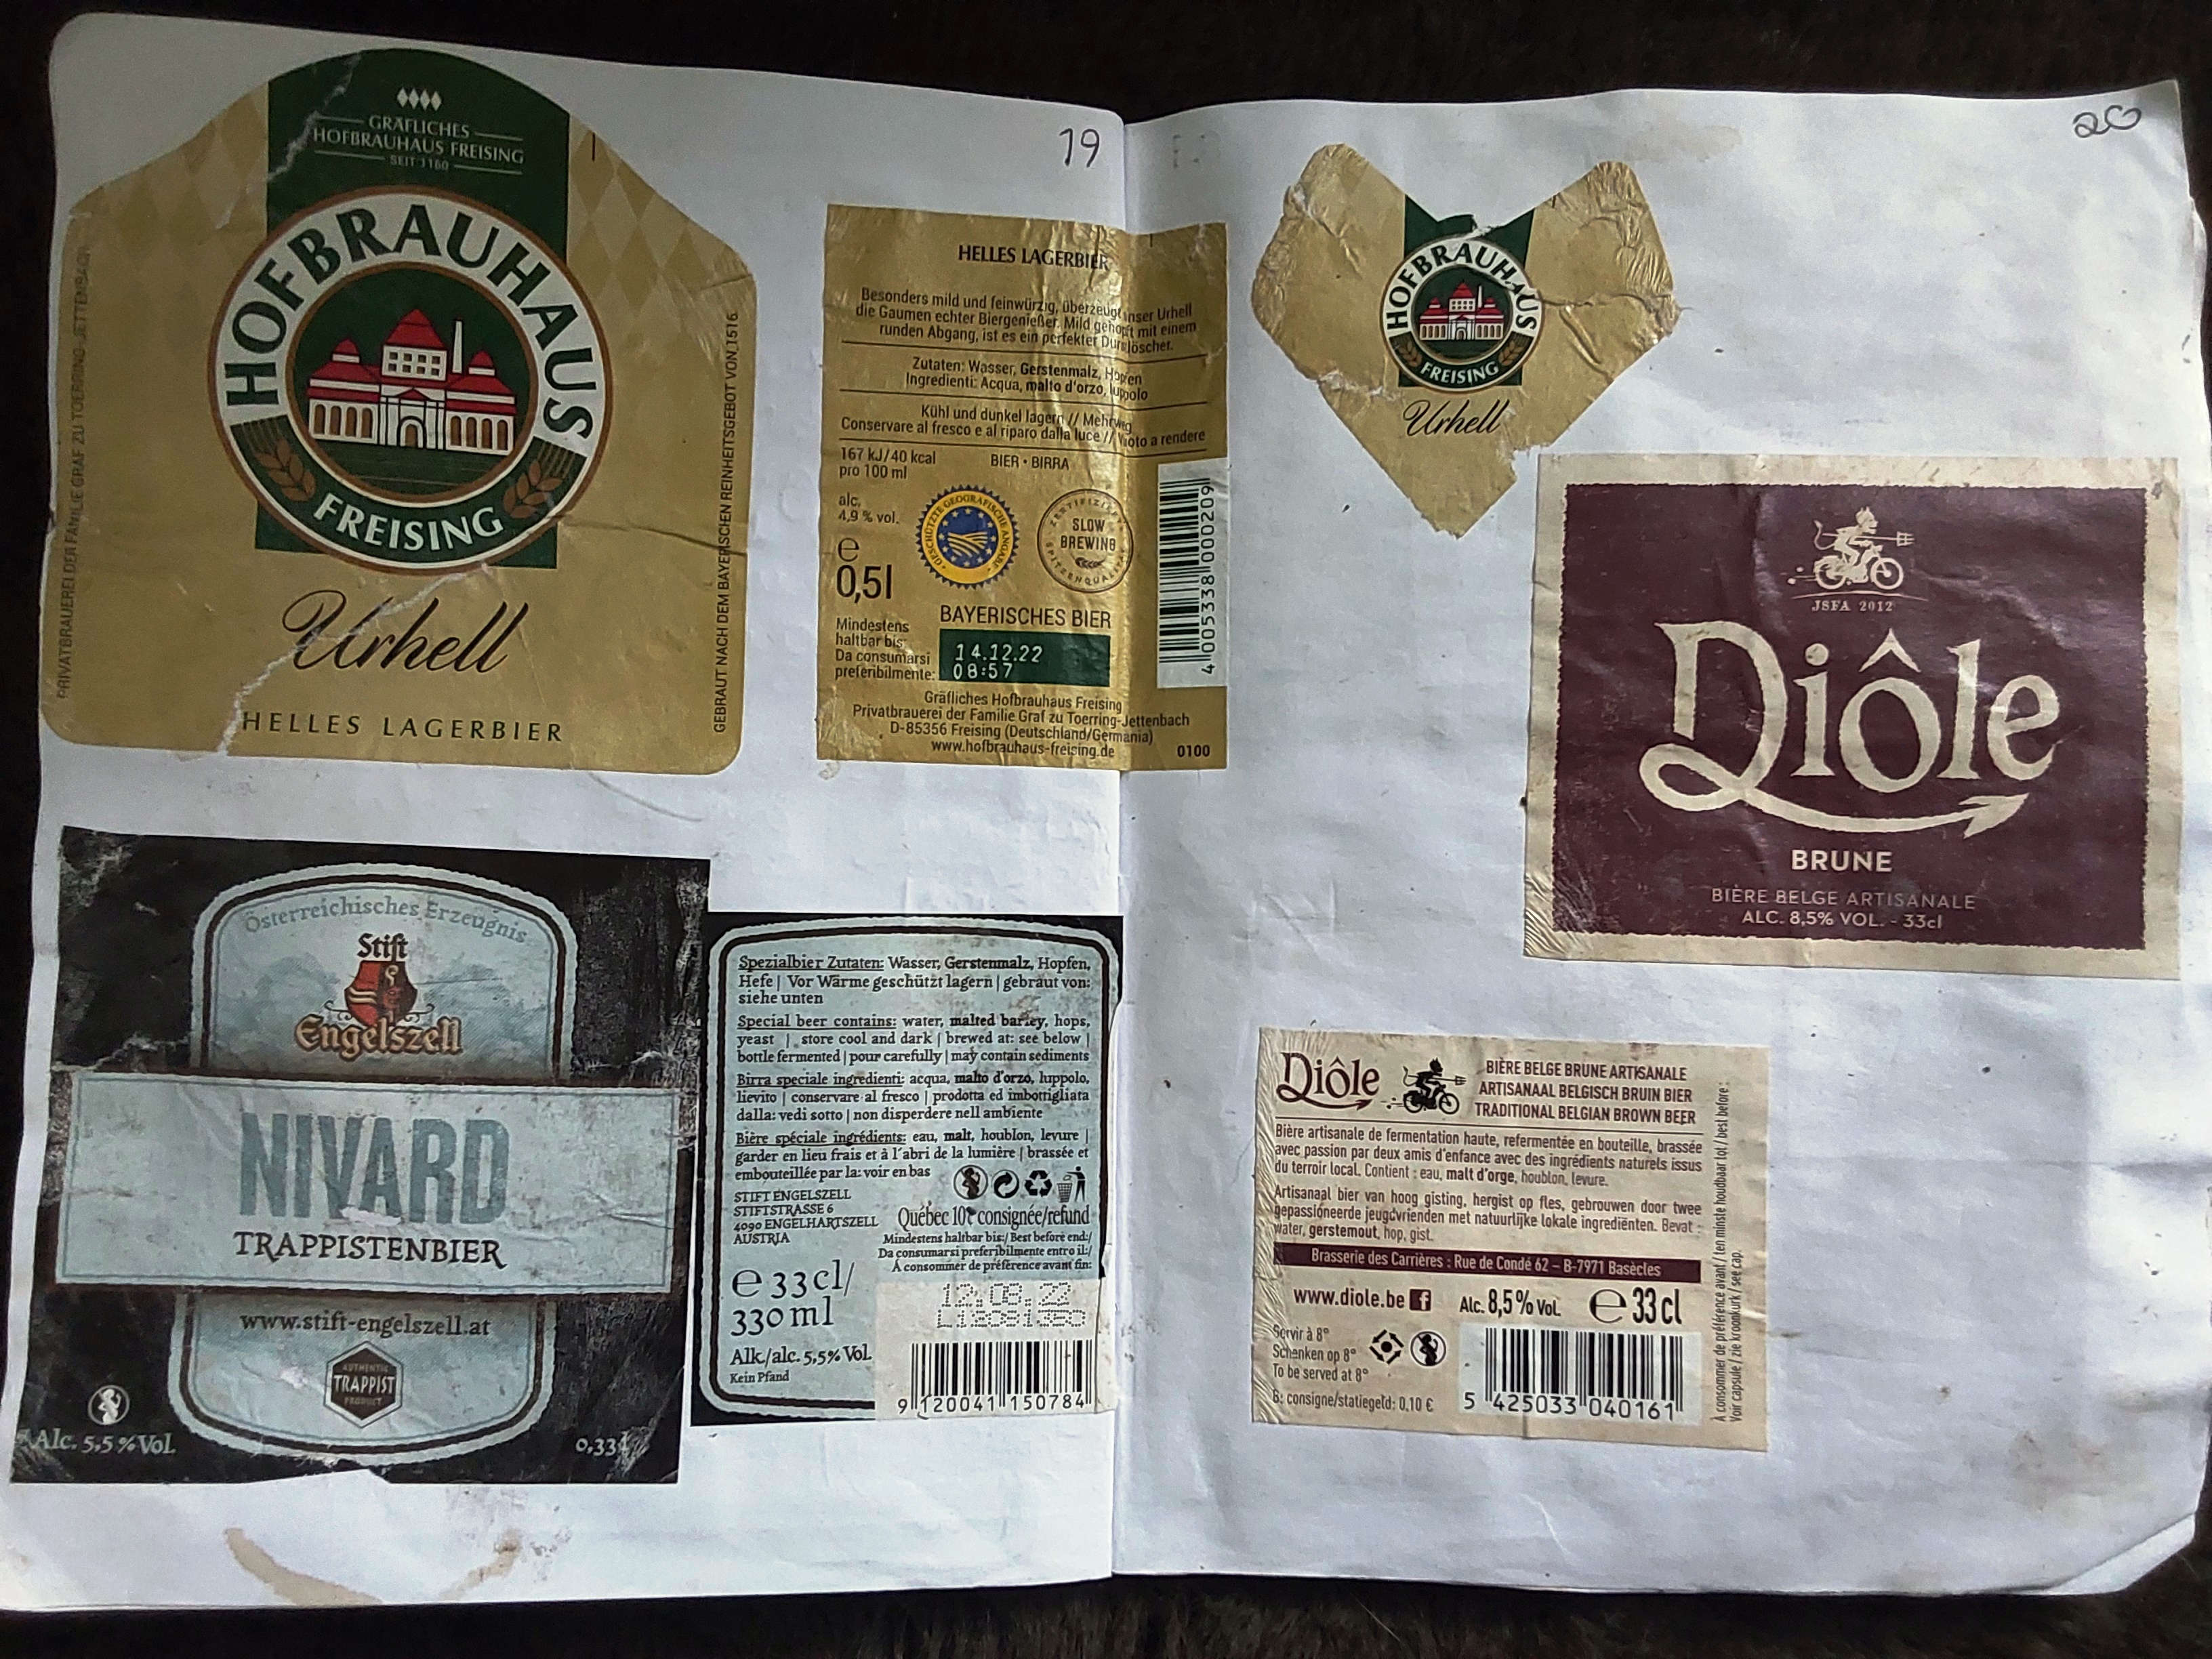 GRÄFLICHES
HOFBRAUHAUS FREISING
SEIT 1160
HOFBRAUHAUS
FREISING
Urhell
HELLES LAGERBIER
PRIVATBRAUEREI DER FAMILIE GRAF ZU TOERRING JETTENBACH
GEBRAUT NACH DEM BAYERISCHEN REINHEITSGEBOT VON 1516
19
HELLES LAGERBIER
Besonders mild und feinwürzig, überzeugt unser Urhell
die Gaumen echter Biergenießer. Mild gehopft mit einem
runden Abgang, ist es ein perfekter Durstlöscher.
Zutaten: Wasser, Gerstenmalz, Hopfen
Ingredienti: Acqua, malto d'orzo, luppolo
Kühl und dunkel lagern // Mehrweg
Conservare al fresco e al riparo dalla luce // Vuoto a rendere
167 kJ/40 kcal
pro 100 ml
BIER • BIRRA
alc.
4,9 % vol.
e
0,5l
GESCHÜTZTE GEOGRAFISCHE ANGABE
ZERTIFIZIERTE
SLOW
BREWING
SPITZENQUALITÄT
BAYERISCHES BIER
Mindestens
haltbar bis:
Da consumarsi
preferibilmente:
14.12.22
08:57
4 005338 000209
Gräfliches Hofbrauhaus Freising
Privatbrauerei der Familie Graf zu Toerring-Jettenbach
D-85356 Freising (Deutschland/Germania)
www.hofbrauhaus-freising.de
0100
Österreichisches Erzeugnis
Stift
Engelszell
NIVARD
TRAPPISTENBIER
www.stift-engelszell.at
AUTHENTIC
TRAPPIST
PRODUCT
Alc. 5,5 % Vol.
0,33l
Spezialbier Zutaten: Wasser, Gerstenmalz, Hopfen,
Hefe | Vor Wärme geschützt lagern | gebraut von:
siehe unten
Special beer contains: water, malted barley, hops,
yeast | store cool and dark | brewed at: see below |
bottle fermented | pour carefully | may contain sediments
Birra speciale ingredienti: acqua, malto d'orzo, luppolo,
lievito | conservare al fresco | prodotta ed imbottigliata
dalla: vedi sotto | non disperdere nell ambiente
Bière spéciale ingrédients: eau, malt, houblon, levure |
garder en lieu frais et à l'abri de la lumière | brassée et
embouteillée par la: voir en bas
STIFT ENGELSZELL
STIFTSTRASSE 6
4090 ENGELHARTSZELL
AUSTRIA
Québec 10¢ consignée/refund
Mindestens haltbar bis:/ Best before end:/
Da consumarsi preferibilmente entro il:/
À consommer de préférence avant fin:
e 33cl/
330 ml
12.08.22
Alk./alc. 5,5% Vol.
Kein Pfand
9 120041 150784
20
HOFBRAUHAUS
FREISING
Urhell
JSFA 2012
Diôle
BRUNE
BIÈRE BELGE ARTISANALE
ALC. 8,5% VOL. - 33cl
Diôle
BIÈRE BELGE BRUNE ARTISANALE
ARTISANAAL BELGISCH BRUIN BIER
TRADITIONAL BELGIAN BROWN BEER
Bière artisanale de fermentation haute, refermentée en bouteille, brassée
avec passion par deux amis d'enfance avec des ingrédients naturels issus
du terroir local. Contient : eau, malt d'orge, houblon, levure.
Artisanaal bier van hoog gisting, hergist op fles, gebrouwen door twee
gepassioneerde jeugdvrienden met natuurlijke lokale ingrediënten. Bevat :
water, gerstemout, hop, gist.
Brasserie des Carrières : Rue de Condé 62 – B-7971 Basècles
www.diole.be f
Alc. 8,5% Vol.
e 33 cl
Servir à 8°
Schenken op 8°
To be served at 8°
B: consigne/statiegeld: 0.10 €
5 425033 040161
À consommer de préférence avant / ten minste houdbaar tot / best before :
Voir capsule / zie kroonkurk / see cap.